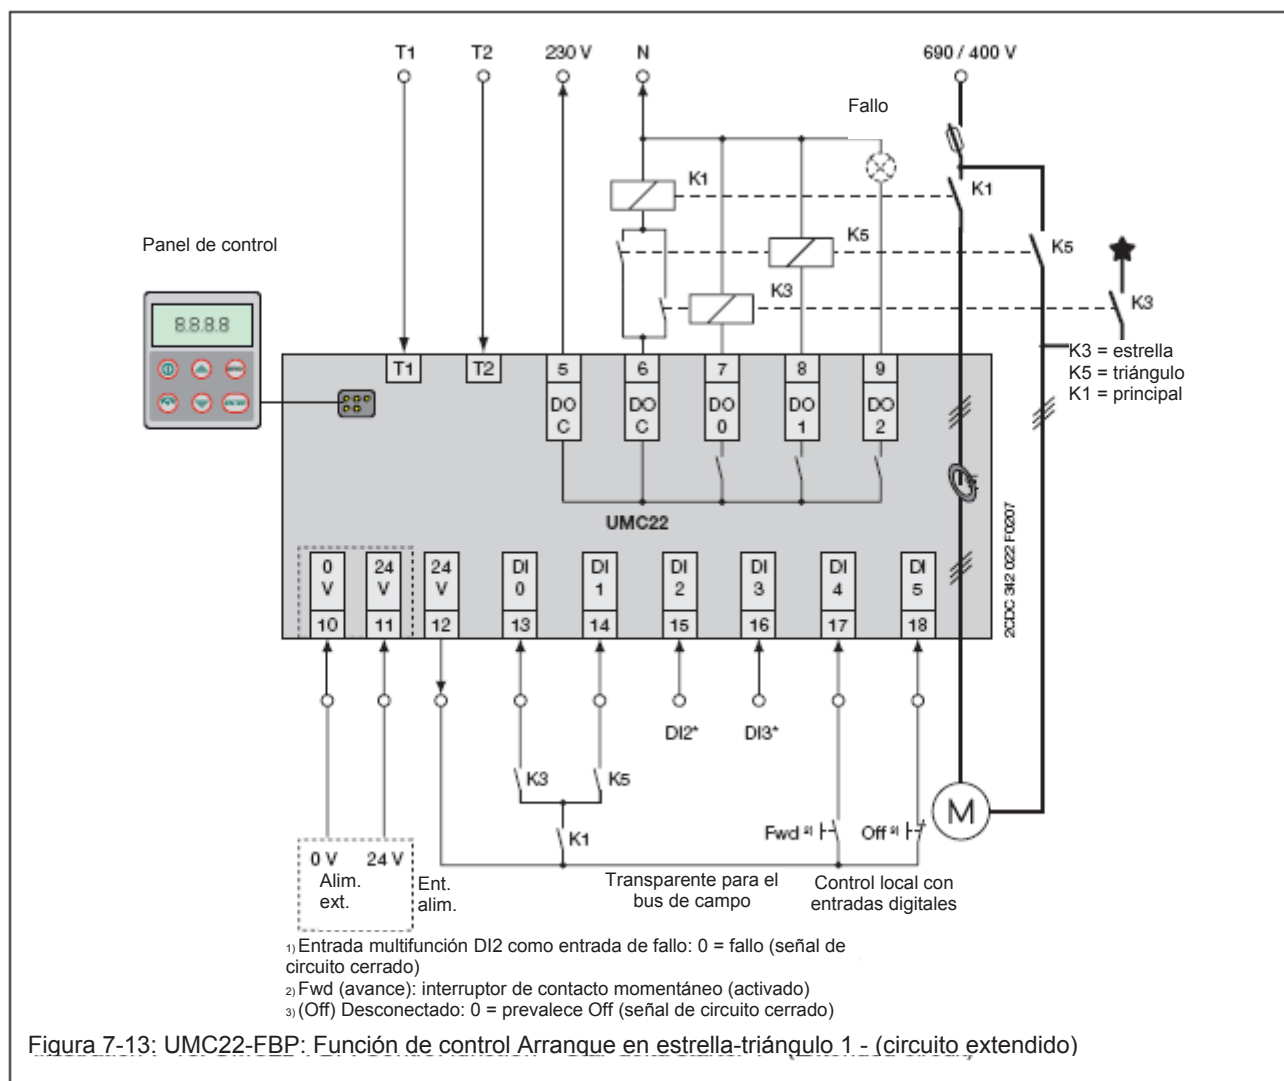 T1 T2 230 V N 690 / 400 V
Fallo
K1 K1
Panel de control
K5 K5
K3 K3
8.8.8.8
K3 = estrella
K5 = triángulo
K1 = principal
MENU
ENTER
T1 T2 5 6 7 8 9
DO C DO C DO 0 DO 1 DO 2
UMC22
0 V 24 V 24 V DI 0 DI 1 DI 2 DI 3 DI 4 DI 5
10 11 12 13 14 15 16 17 18
2CDC 342 022 F0207
DI2* DI3*
K3 K5
K1
Fwd 2) Off 3)
M
0 V 24 V
Alim. ext.
Ent. alim.
Transparente para el
bus de campo
Control local con
entradas digitales
1) Entrada multifunción DI2 como entrada de fallo: 0 = fallo (señal de
circuito cerrado)
2) Fwd (avance): interruptor de contacto momentáneo (activado)
3) (Off) Desconectado: 0 = prevalece Off (señal de circuito cerrado)
Figura 7-13: UMC22-FBP: Función de control Arranque en estrella-triángulo 1 - (circuito extendido)